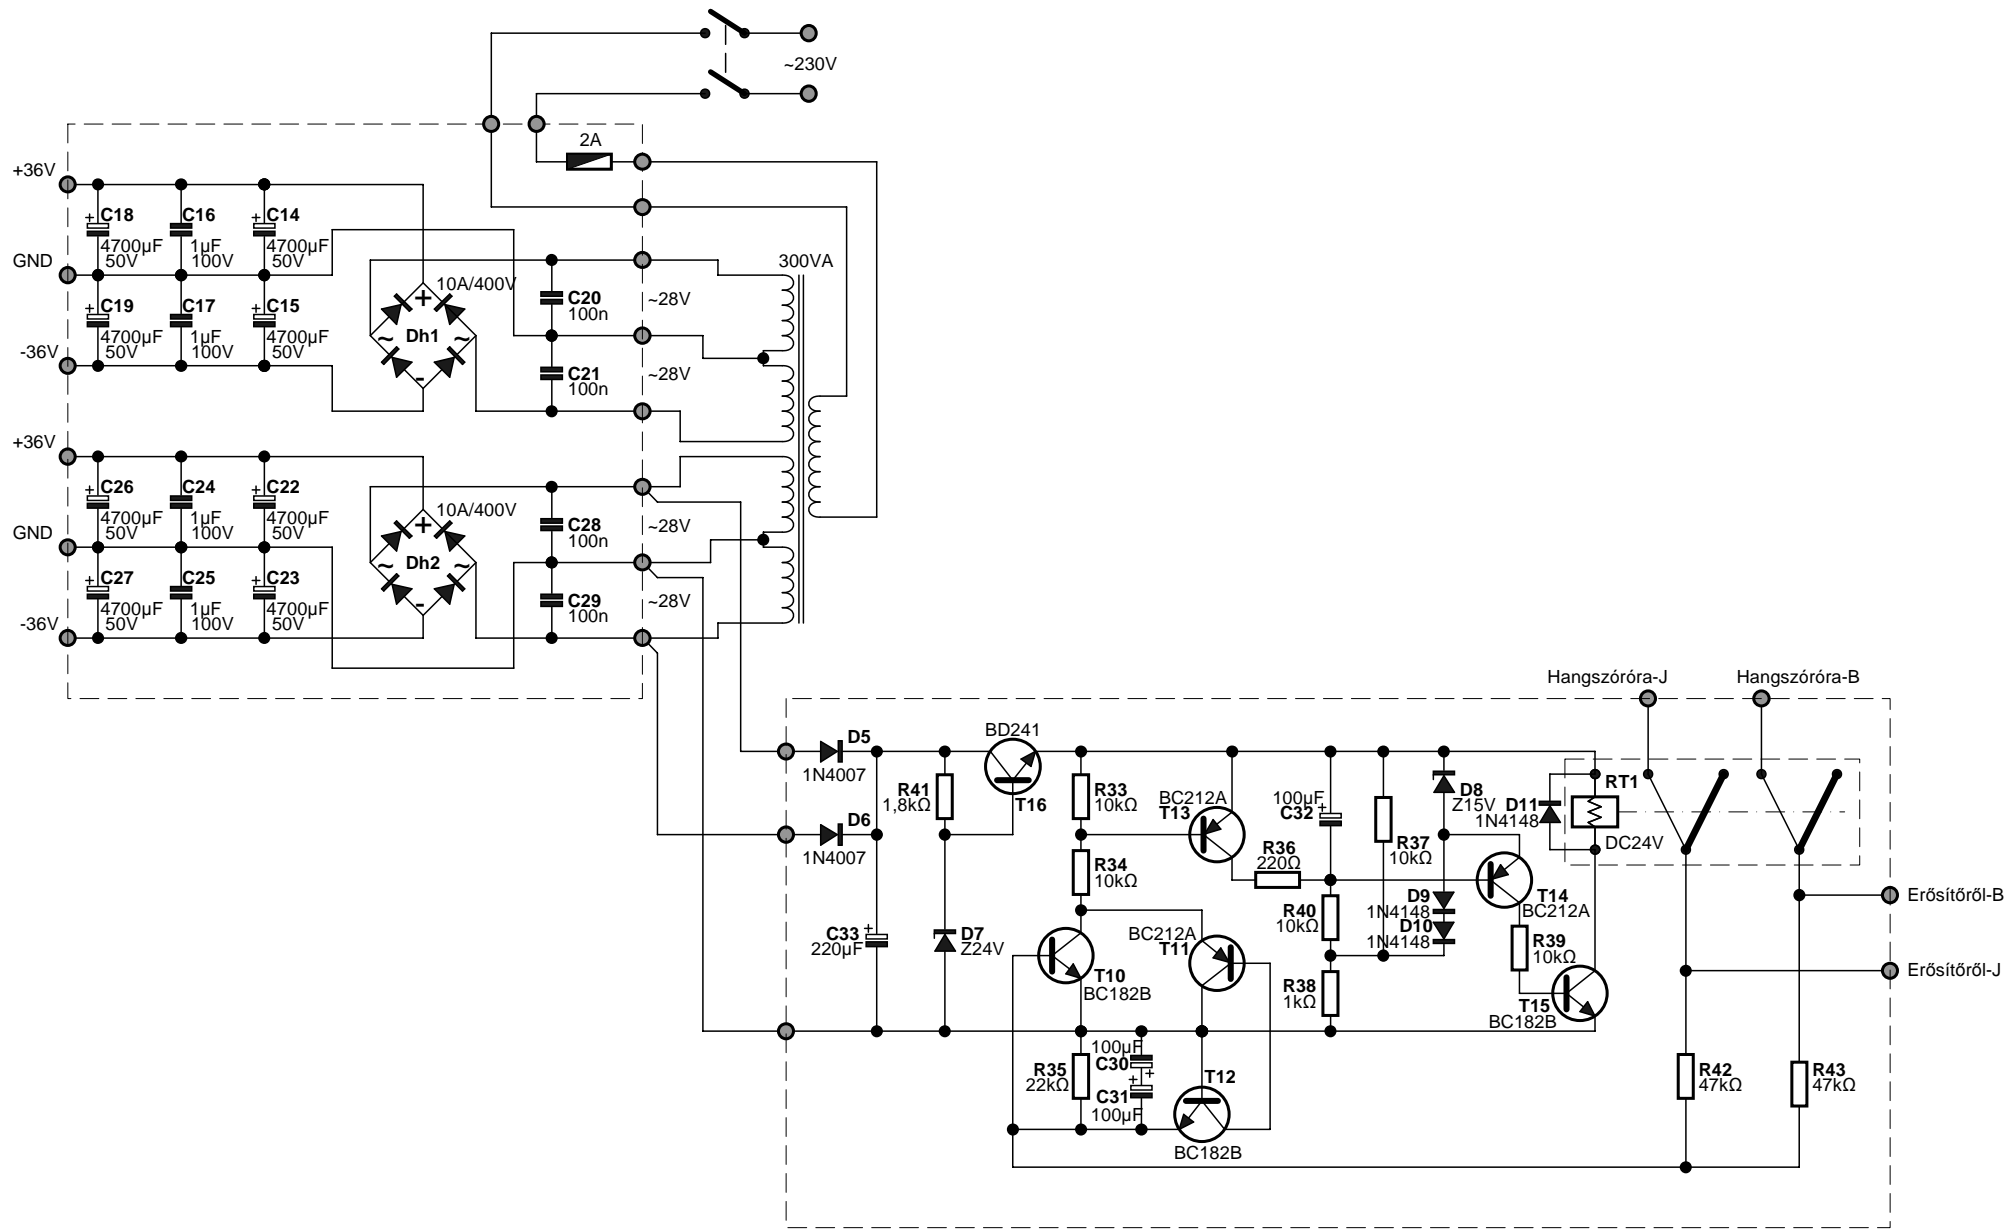 ~230V
2A
+36V
C18
4700µF
50V
C16
1µF
100V
C14
4700µF
50V
GND
C19
4700µF
50V
C17
1µF
100V
C15
4700µF
50V
-36V
10A/400V
Dh1
C20
100n
C21
100n
~28V
~28V
300VA
+36V
C26
4700µF
50V
C24
1µF
100V
C22
4700µF
50V
GND
C27
4700µF
50V
C25
1µF
100V
C23
4700µF
50V
-36V
10A/400V
Dh2
C28
100n
C29
100n
~28V
~28V
Hangszóróra-J
Hangszóróra-B
D5
1N4007
D6
1N4007
R41
1,8kΩ
BD241
T16
C33
220µF
D7
Z24V
R33
10kΩ
R34
10kΩ
T10
BC182B
BC212A
T13
BC212A
T11
R36
220Ω
100µF
C32
R37
10kΩ
R40
10kΩ
R38
1kΩ
D8
Z15V
D9
1N4148
D10
1N4148
D11
1N4148
RT1
DC24V
T14
BC212A
R39
10kΩ
T15
BC182B
Erősítőről-B
Erősítőről-J
R35
22kΩ
100µF
C30
C31
100µF
T12
BC182B
R42
47kΩ
R43
47kΩ